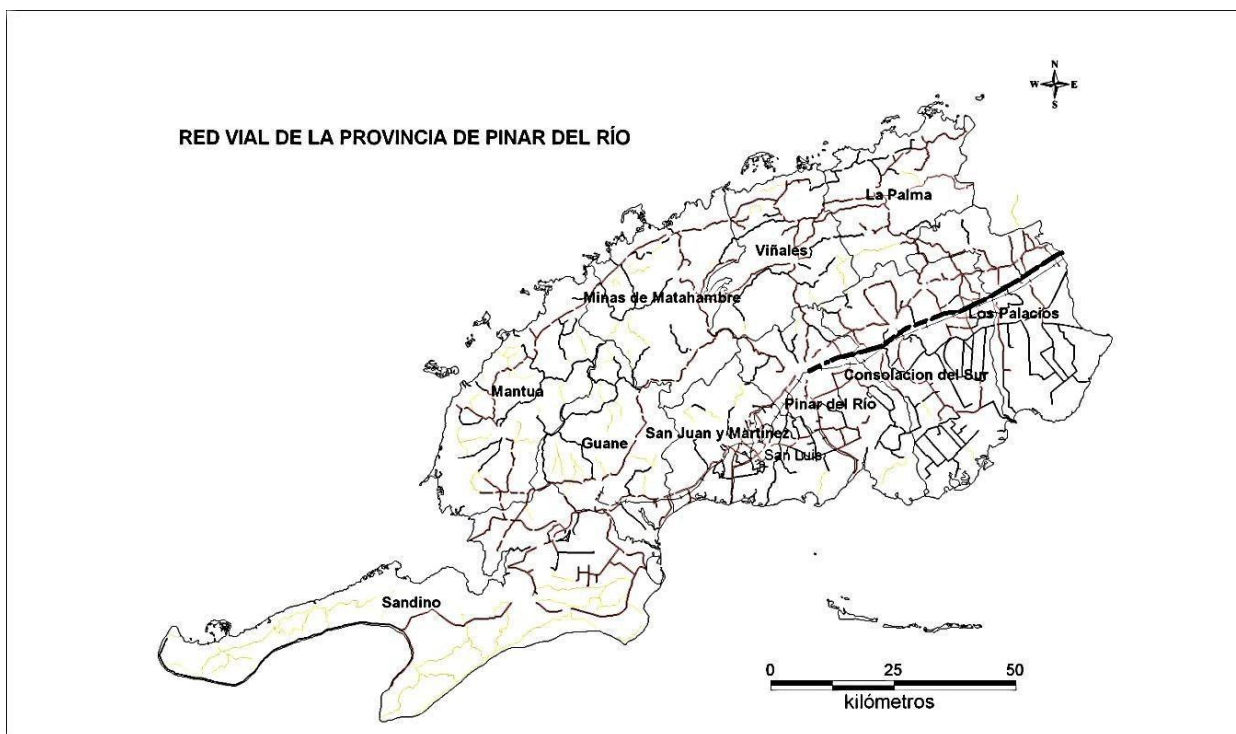 N
W E
S
RED VIAL DE LA PROVINCIA DE PINAR DEL RÍO
La Palma
Viñales
Minas de Matahambre
Los Palacios
Consolacion del Sur
Mantua
Pinar del Río
Guane
San Juan y Martinez
San Luis
Sandino
0 25 50
kilómetros